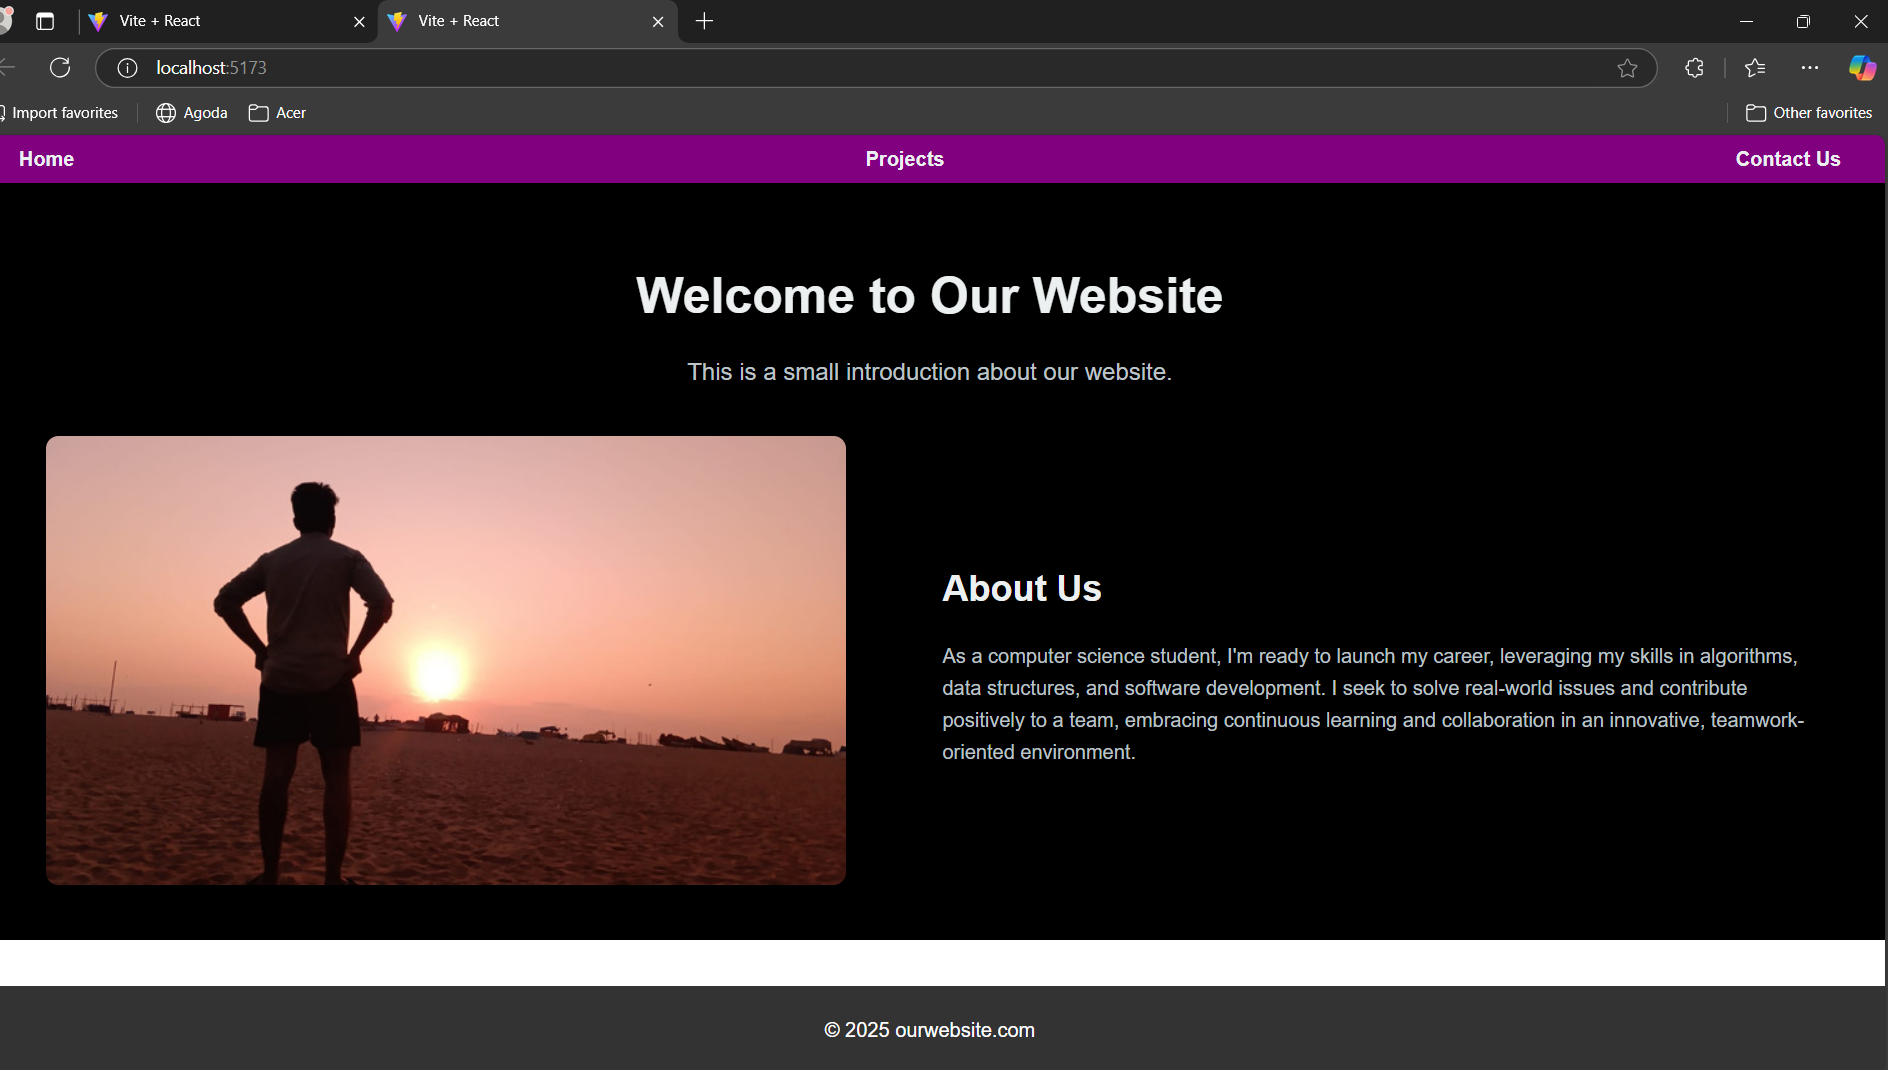 Vite + React
Vite + React
localhost:5173
Import favorites
Agoda
Acer
Other favorites
Home
Projects
Contact Us
Welcome to Our Website
This is a small introduction about our website.
About Us
As a computer science student, I'm ready to launch my career, leveraging my skills in algorithms,
data structures, and software development. I seek to solve real-world issues and contribute
positively to a team, embracing continuous learning and collaboration in an innovative, teamwork-
oriented environment.
© 2025 ourwebsite.com